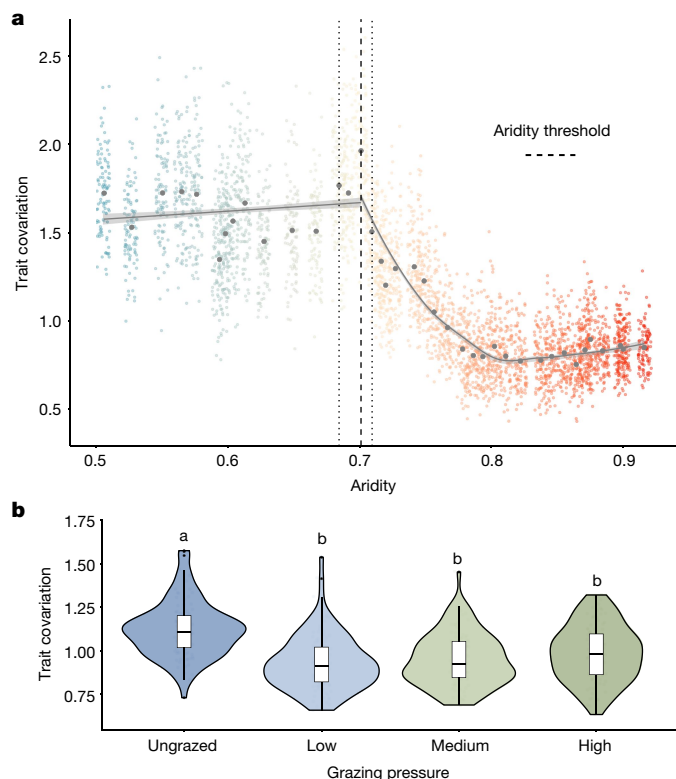 a
2.5
2.0
1.5
1.0
0.5
Trait covariation
Aridity threshold
0.5 0.6 0.7 0.8 0.9
Aridity
b
1.75
1.50
1.25
1.00
0.75
Trait covariation
a b b b
Ungrazed Low Medium High
Grazing pressure